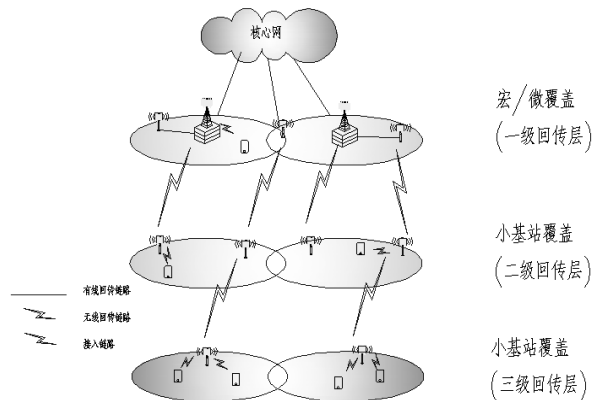 核心网
宏/微覆盖
(一级回传层)
小基站覆盖
(二级回传层)
有线回传链路
无线回传链路
接入链路
小基站覆盖
(三级回传层)